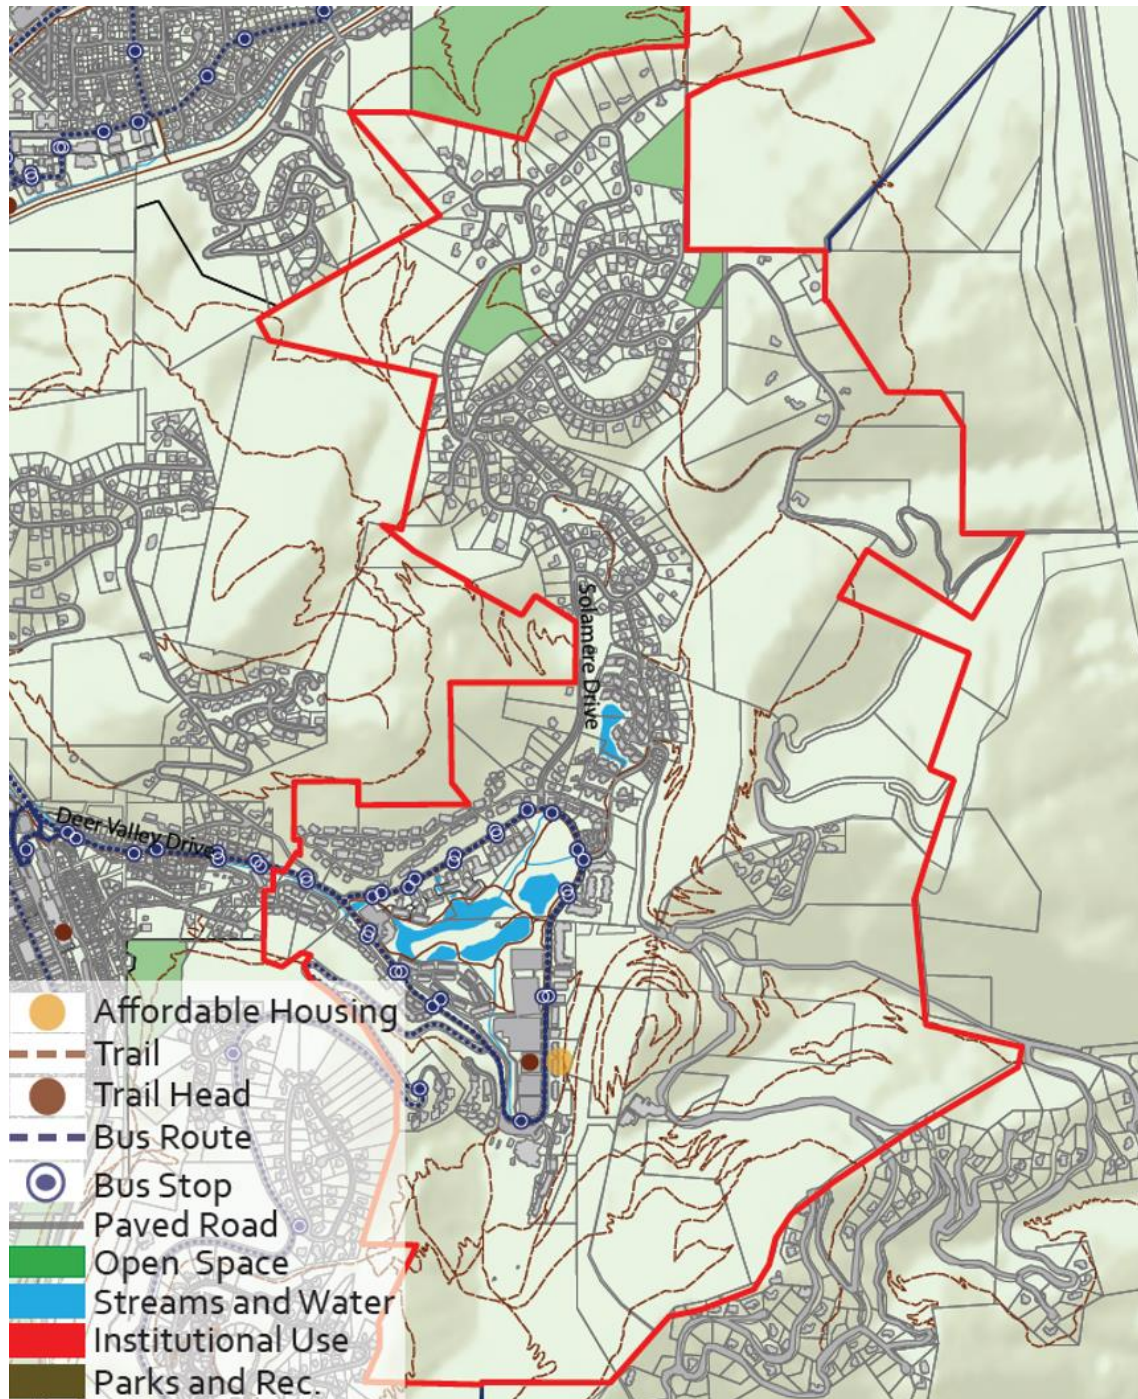 Solamere Drive
Deer Valley Drive
Affordable Housing
Trail
Trail Head
Bus Route
Bus Stop
Paved Road
Open Space
Streams and Water
Institutional Use
Parks and Rec.